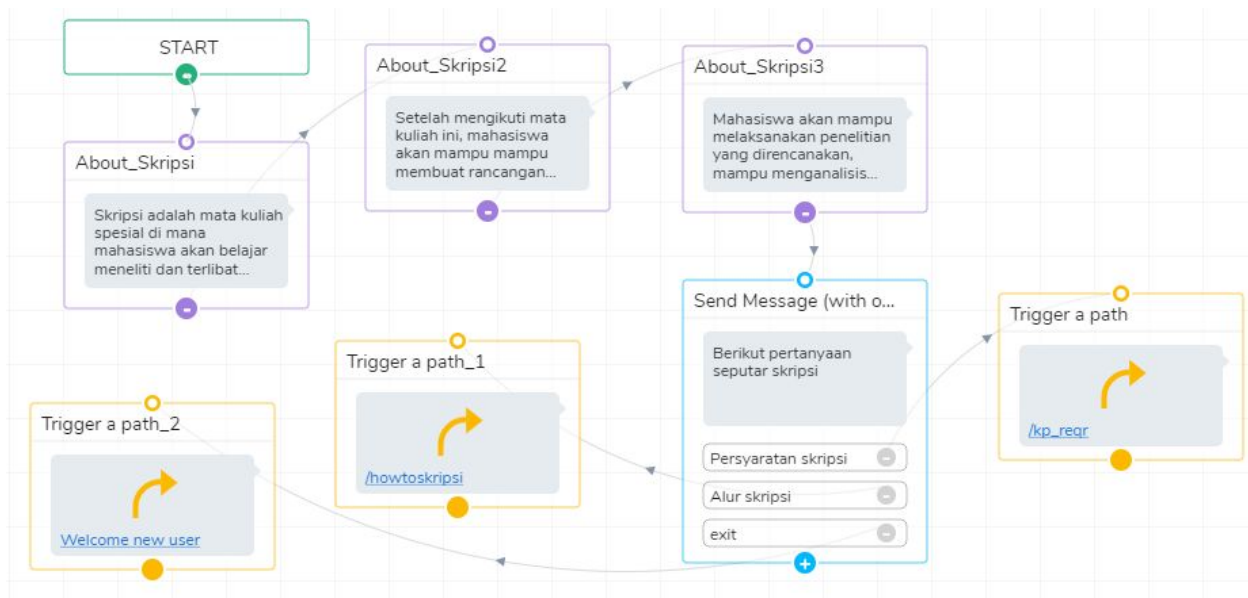 START
About_Skripsi
Skripsi adalah mata kuliah
spesial di mana
mahasiswa akan belajar
meneliti dan terlibat...
About_Skripsi2
Setelah mengikuti mata
kuliah ini, mahasiswa
akan mampu mampu
membuat rancangan...
About_Skripsi3
Mahasiswa akan mampu
melaksanakan penelitian
yang direncanakan,
mampu menganalisis...
Send Message (with o...
Berikut pertanyaan
seputar skripsi
Persyaratan skripsi
Alur skripsi
exit
Trigger a path
/kp_reqr
Trigger a path_1
/howtoskripsi
Trigger a path_2
Welcome new user